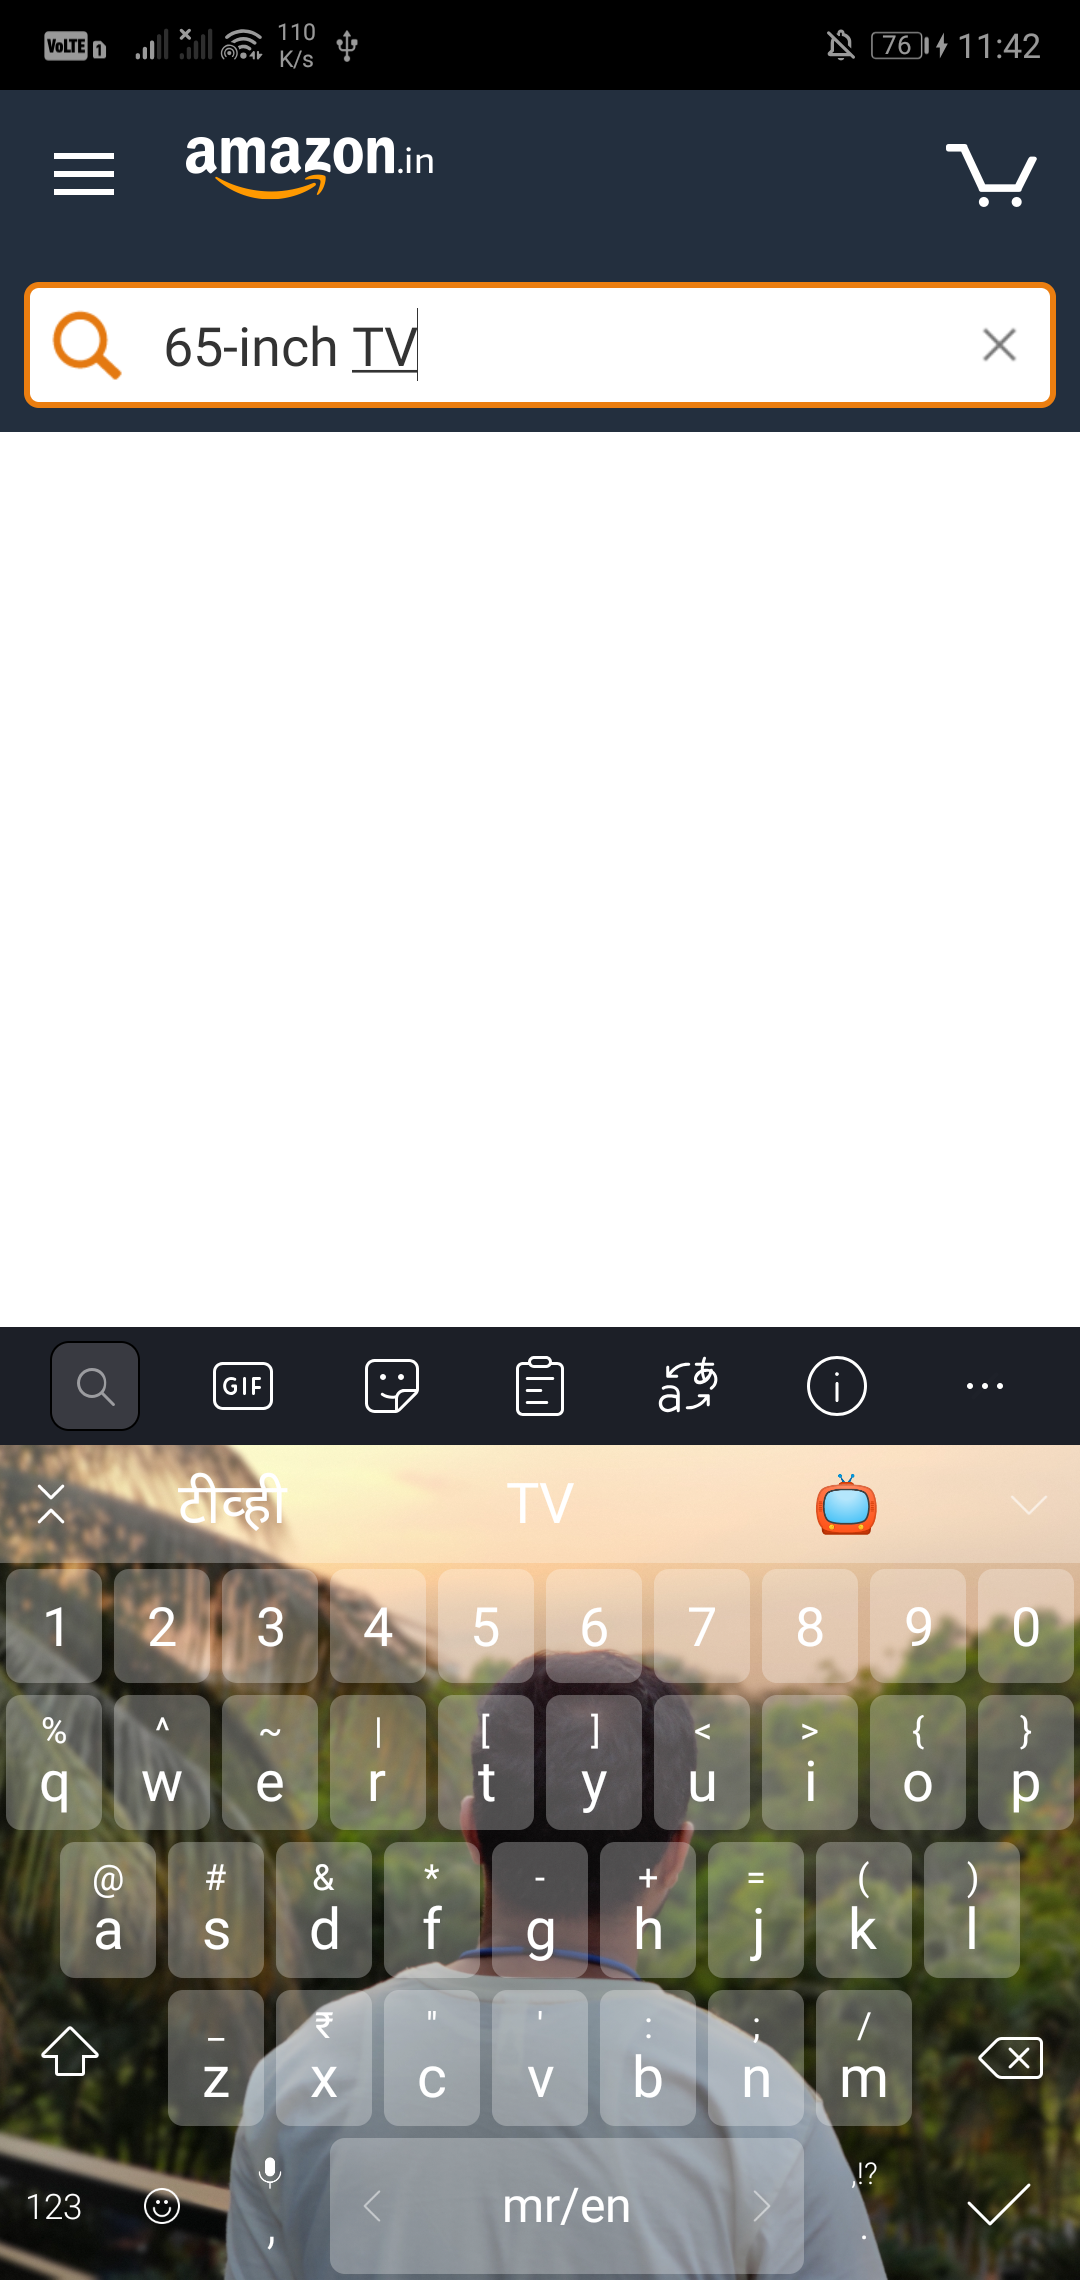 VoLTE 1 110 K/s 76 11:42
amazon.in
65-inch TV
GIF
टीव्ही TV
1 2 3 4 5 6 7 8 9 0
% ^ ~ | [ ] < > { }
q w e r t y u i o p
@ # & * - + = ( )
a s d f g h j k l
_ ₹ " ' : ; /
z x c v b n m
,!?
123 , mr/en .